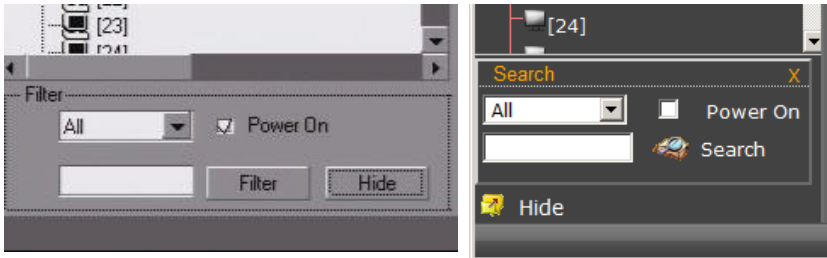 [23]
[24]
Filter
All
Power On
Filter
Hide
[24]
Search
X
All
Power On
Search
Hide